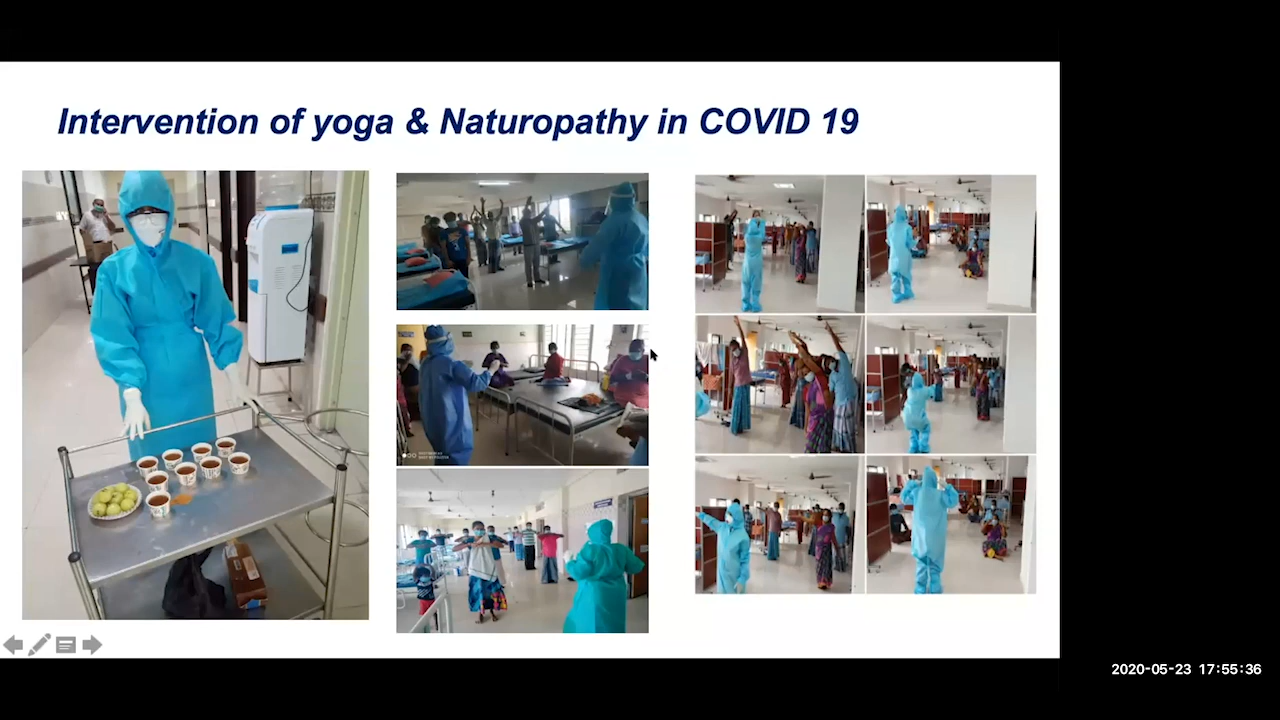 Intervention of yoga & Naturopathy in COVID 19
2020-05-23 17:55:36